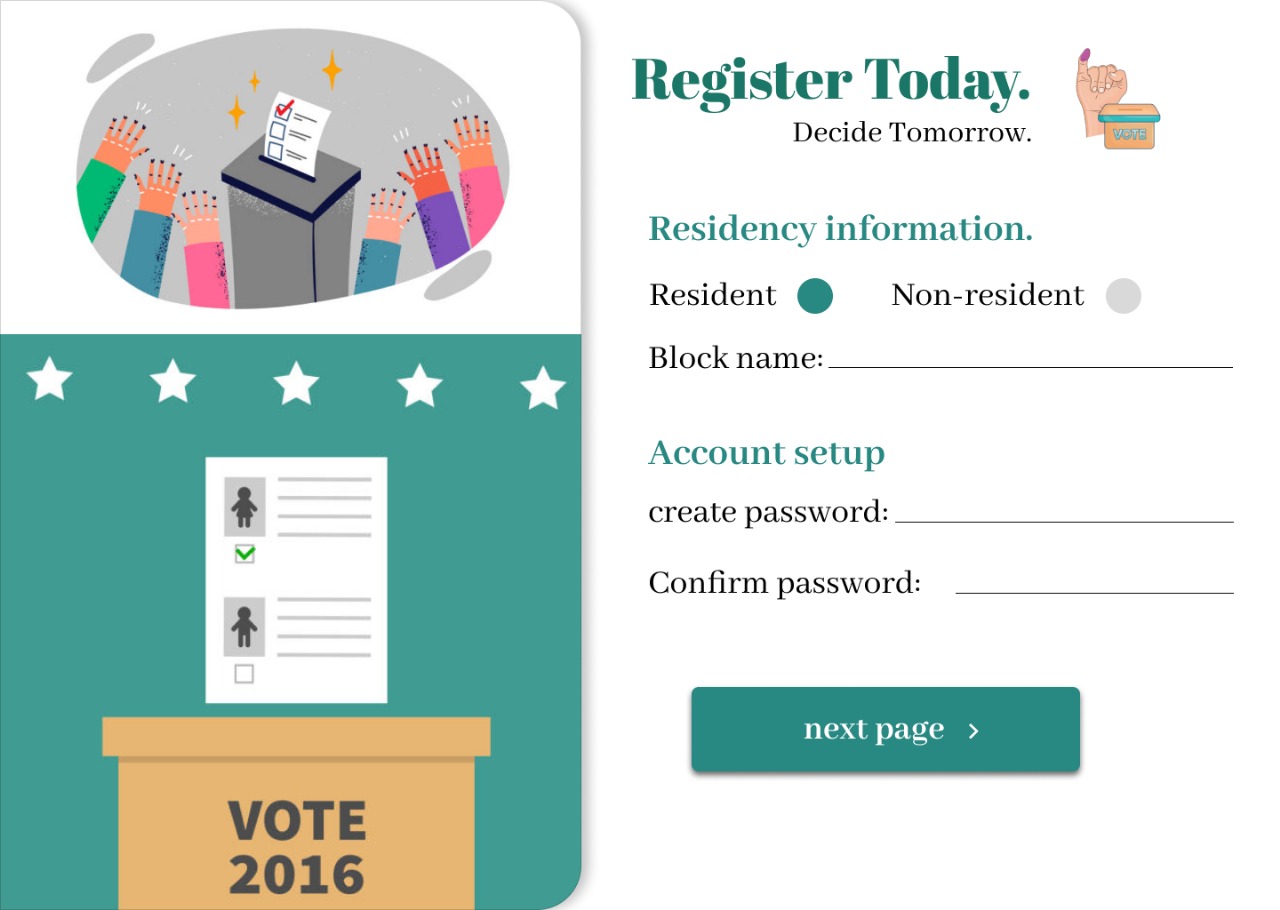 Register Today.
Decide Tomorrow.
VOTE
Residency information.
Resident
Non-resident
Block name:
Account setup
create password:
Confirm password:
next page >
VOTE
2016